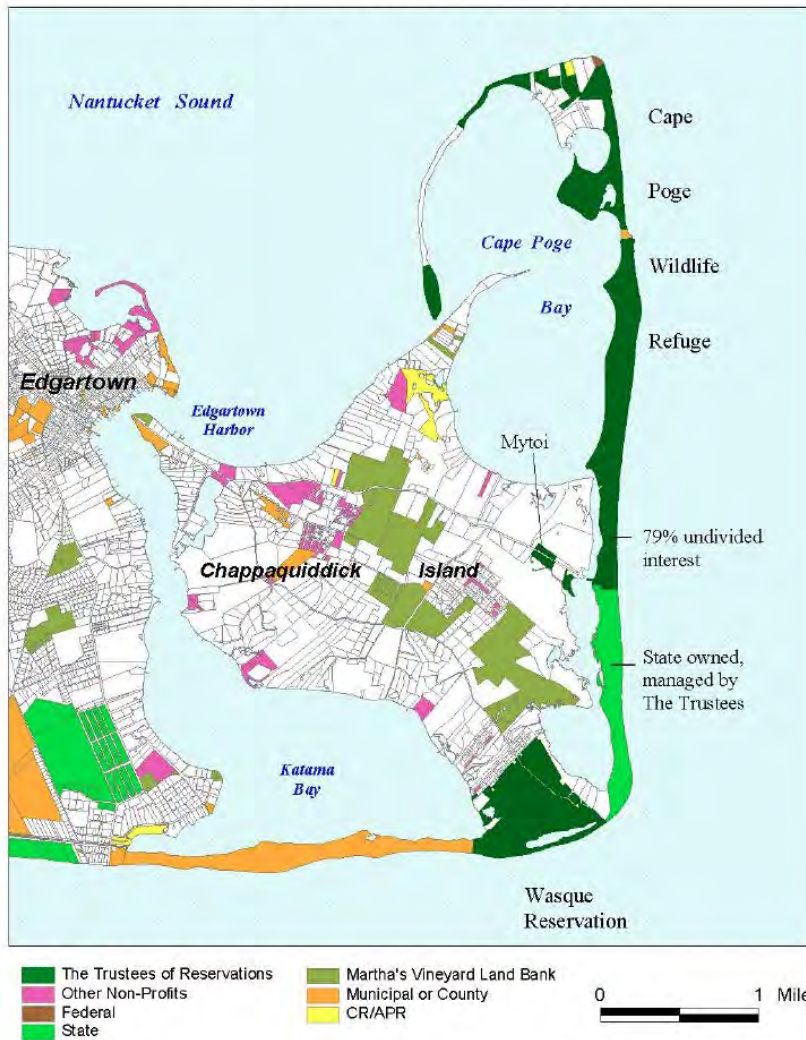 Nantucket Sound
Cape
Poge
Cape Poge
Wildlife
Bay
Refuge
Edgartown
Edgartown
Harbor
Mytoi
79% undivided
interest
Chappaquiddick Island
State owned,
managed by
The Trustees
Katama
Bay
Wasque
Reservation
The Trustees of Reservations
Other Non-Profits
Federal
State
Martha's Vineyard Land Bank
Municipal or County
CR/APR
0 1 Mile